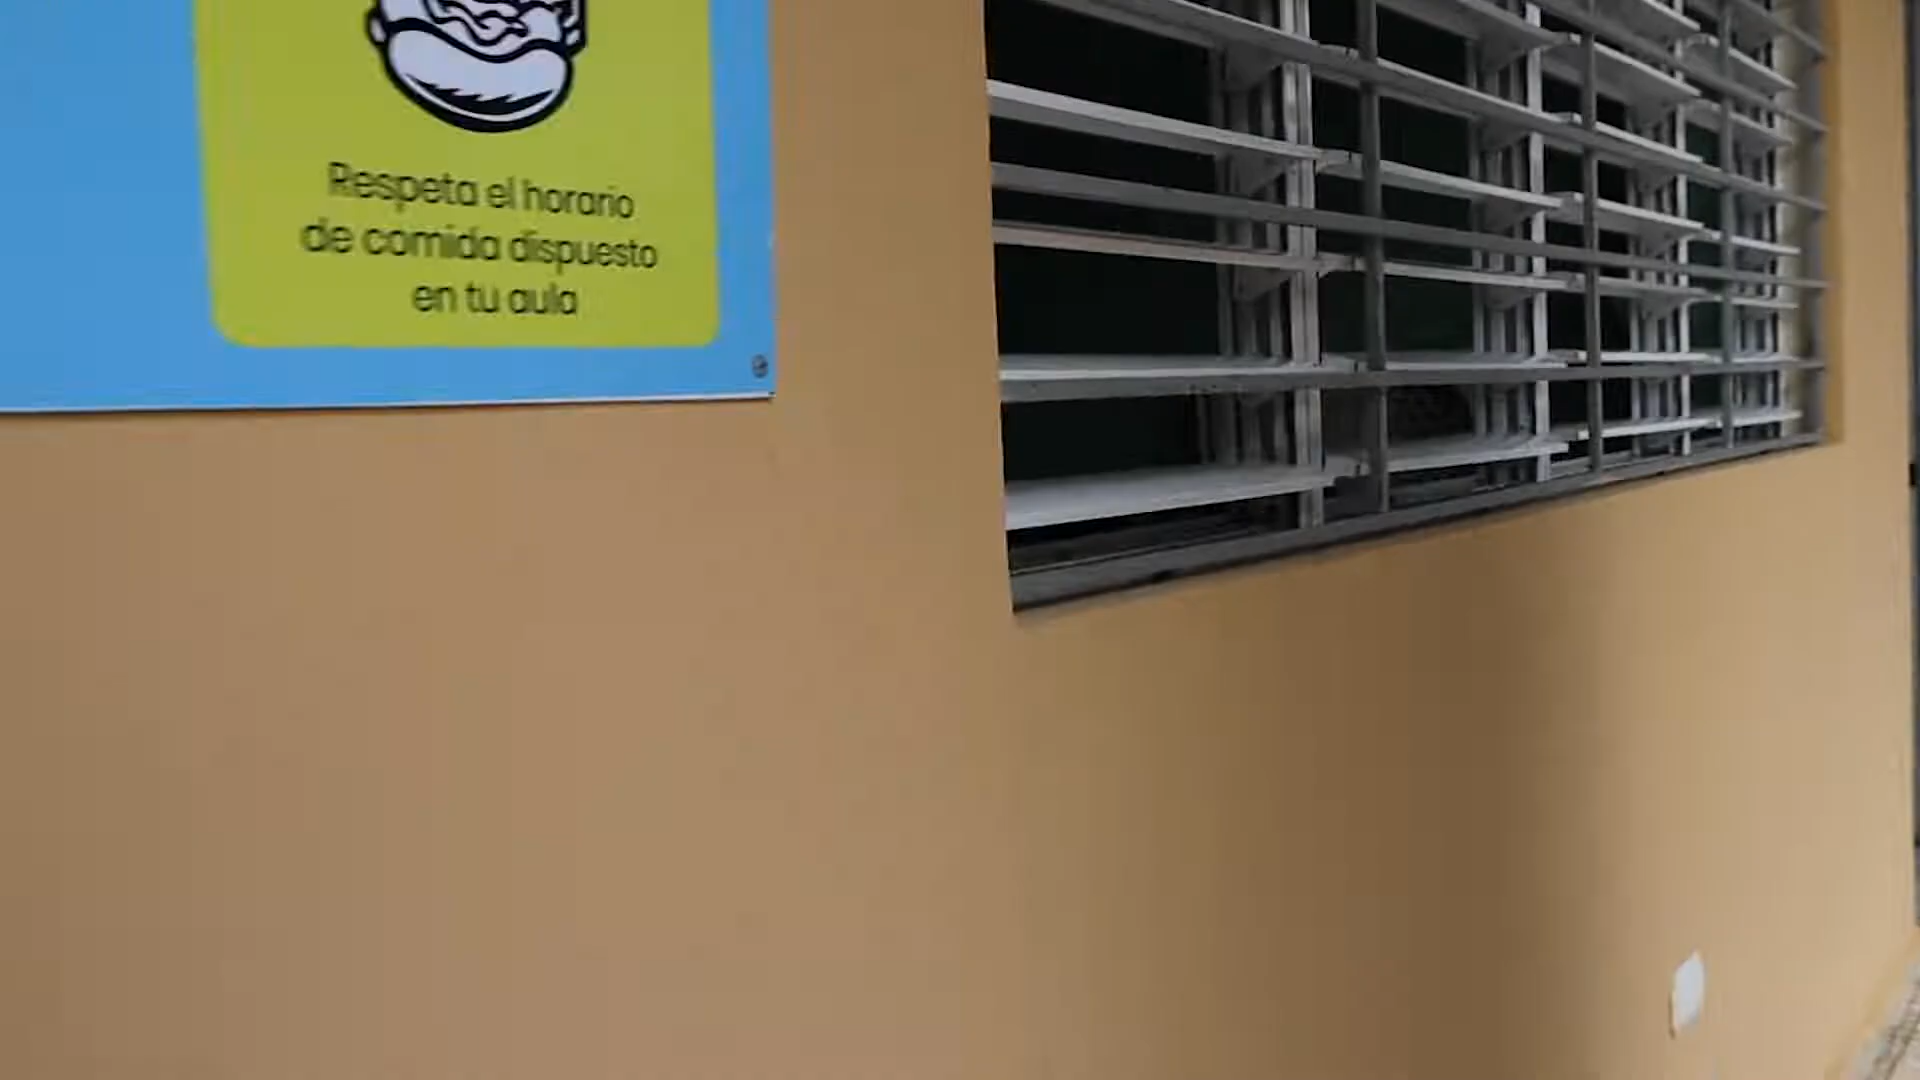 Respeta el horario
de comida dispuesto
en tu aula